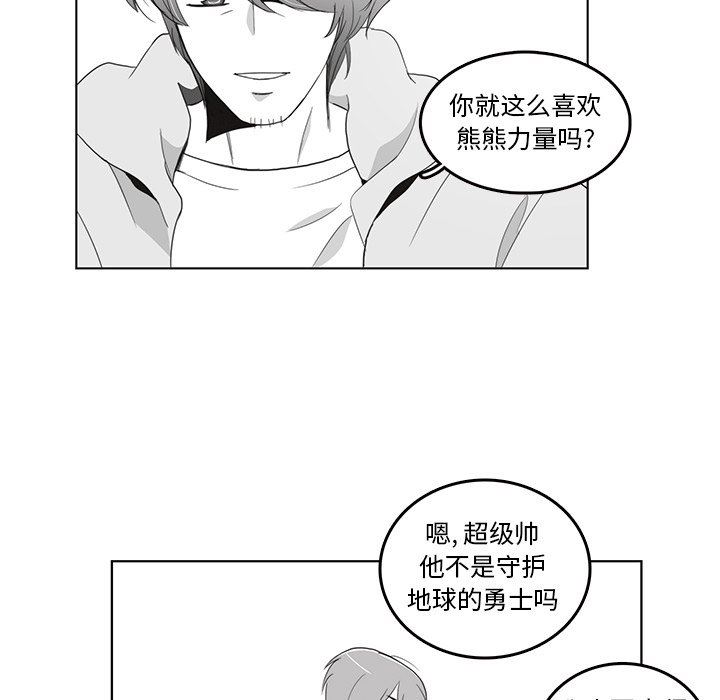 你就这么喜欢
熊熊力量吗?
嗯, 超级帅
他不是守护
地球的勇士吗